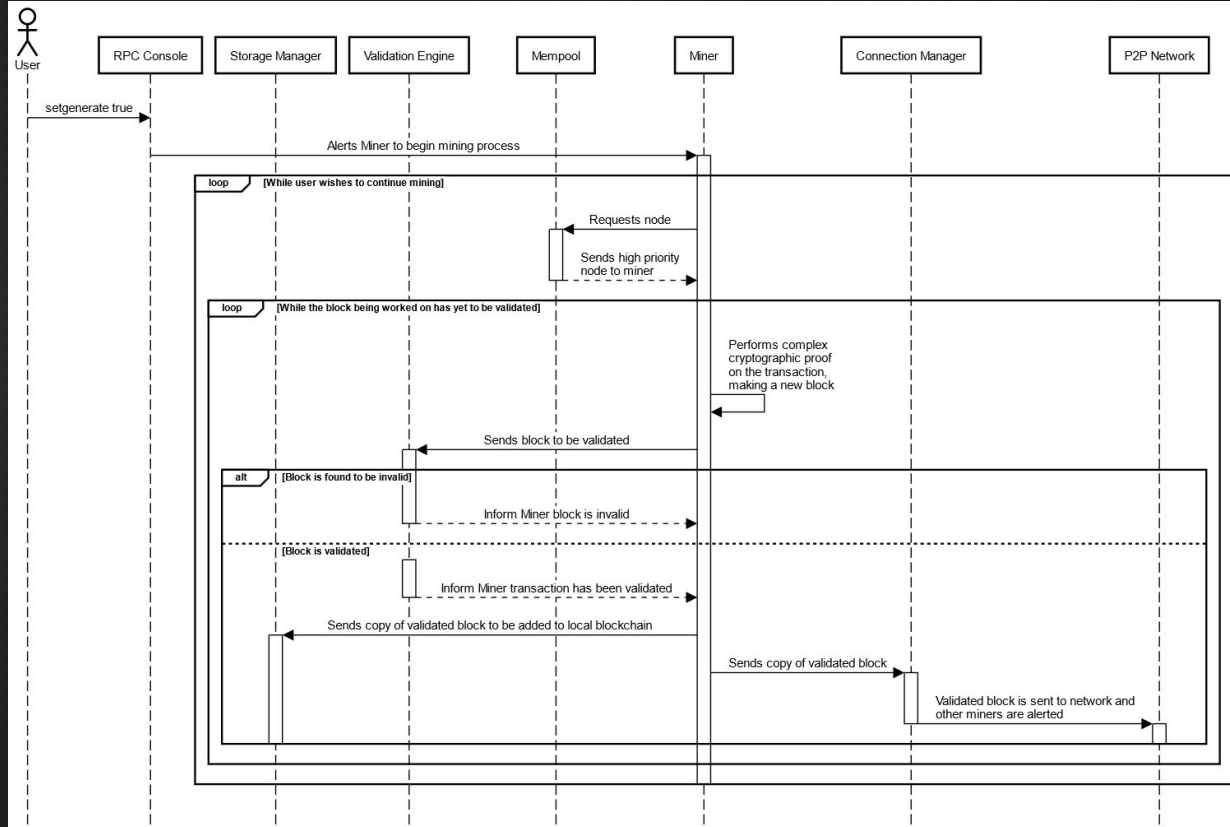 User
RPC Console
Storage Manager
Validation Engine
Mempool
Miner
Connection Manager
P2P Network
setgenerate true
Alerts Miner to begin mining process
loop
[While user wishes to continue mining]
Requests node
Sends high priority
node to miner
loop
[While the block being worked on has yet to be validated]
Performs complex
cryptographic proof
on the transaction,
making a new block
Sends block to be validated
alt
[Block is found to be invalid]
Inform Miner block is invalid
[Block is validated]
Inform Miner transaction has been validated
Sends copy of validated block to be added to local blockchain
Sends copy of validated block
Validated block is sent to network and
other miners are alerted